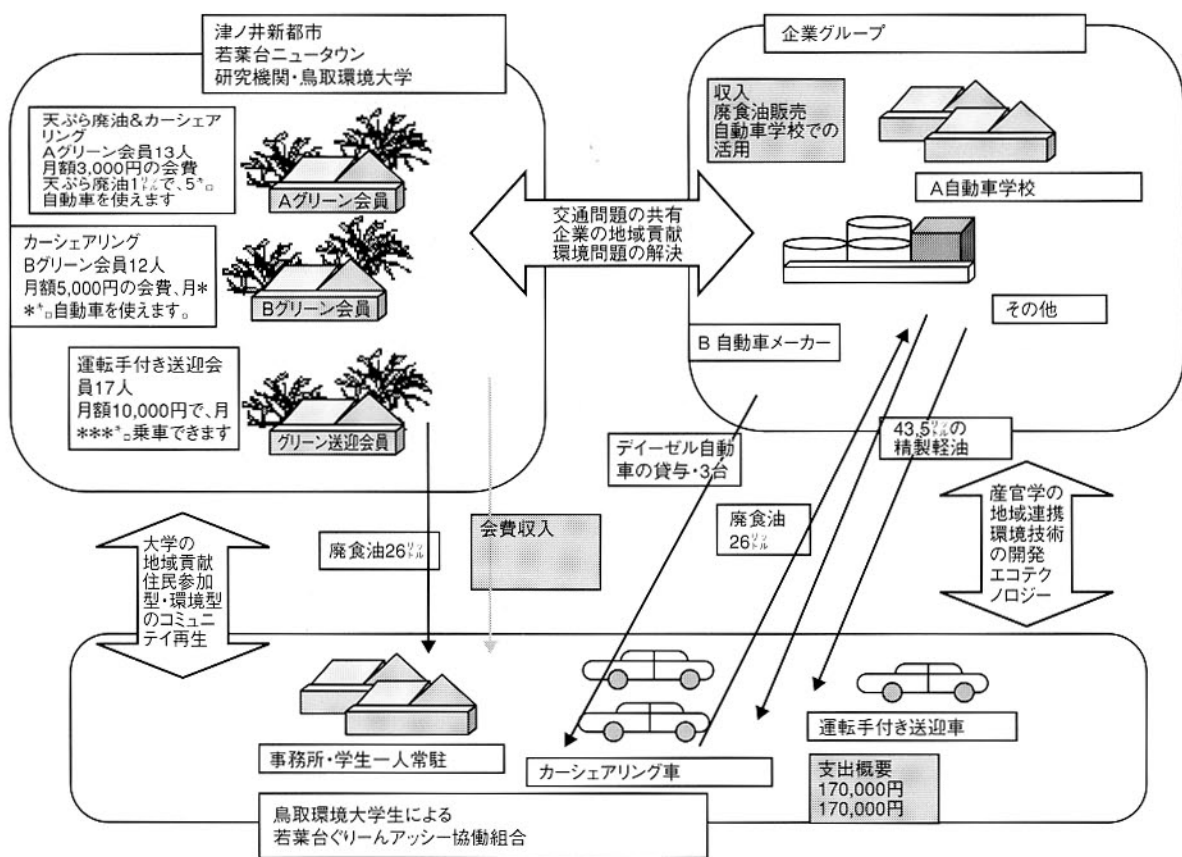 津ノ井新都市
若葉台ニュータウン
研究機関・鳥取環境大学
天ぷら廃油&カーシェア
リング
Aグリーン会員13人
月額3,000円の会費
天ぷら廃油1㍑で、5㌔
自動車を使えます
Aグリーン会員
カーシェアリング
Bグリーン会員12人
月額5,000円の会費、月*
*㌔自動車を使えます。
Bグリーン会員
運転手付き送迎会
員17人
月額10,000円で、月
***㌔乗車できます
グリーン送迎会員
交通問題の共有
企業の地域貢献
環境問題の解決
企業グループ
収入
廃食油販売
自動車学校での
活用
A自動車学校
その他
B 自動車メーカー
大学の
地域貢献
住民参加
型・環境型
のコミュニ
テイ再生
廃食油26㍑
会費収入
デイーゼル自動
車の貸与・3台
廃食油
26㍑
43.5㍑の
精製軽油
産官学の
地域連携
環境技術
の開発
エコテク
ノロジー
事務所・学生一人常駐
カーシェアリング車
運転手付き送迎車
支出概要
170,000円
170,000円
鳥取環境大学生による
若葉台ぐりーんアッシー協働組合